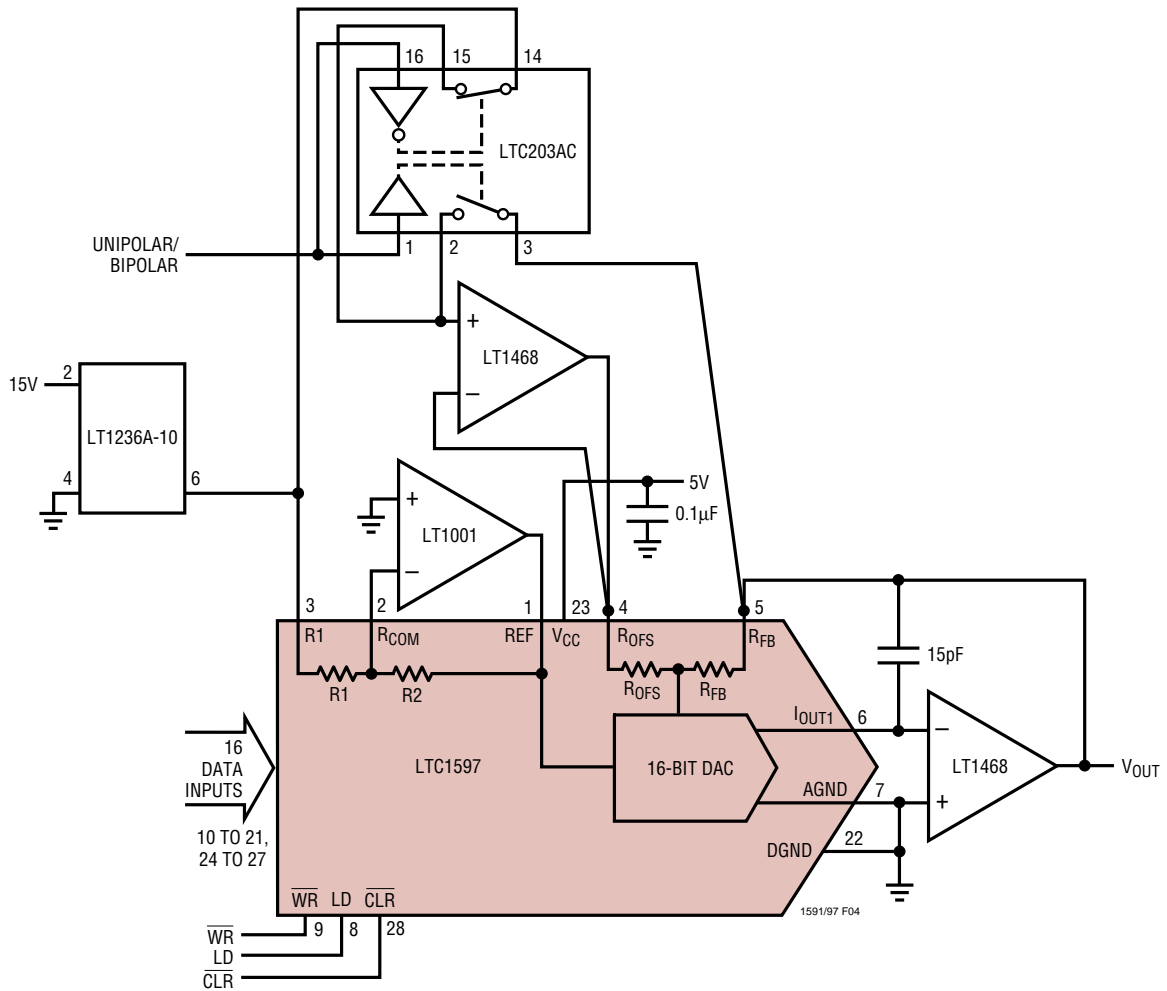 16 15 14
LTC203AC
1 2 3
UNIPOLAR/
BIPOLAR
+
LT1468
−
15V 2
LT1236A-10
4 6
+
LT1001
−
5V
0.1µF
3 2 1 23 4 5
R1 RCOM REF VCC ROFS RFB
R1 R2 ROFS RFB
15pF
IOUT1 6
−
LT1468
+
VOUT
16
DATA
INPUTS
LTC1597
16-BIT DAC
AGND 7
10 TO 21,
24 TO 27
DGND 22
WR LD CLR
9 8 28
WR
LD
CLR
1591/97 F04